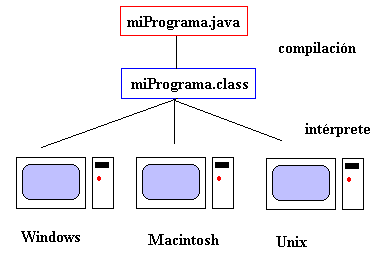 miPrograma.java
compilación
miPrograma.class
intérprete
Windows
Macintosh
Unix